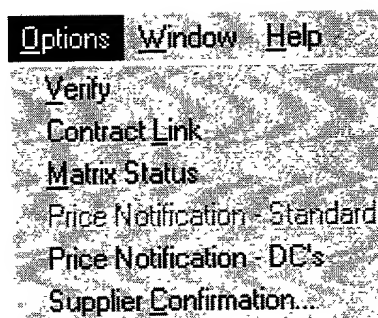 Options Window Help
Verify
Contract Link
Matrix Status
Price Notification - Standard
Price Notification - DC's
Supplier Confirmation...